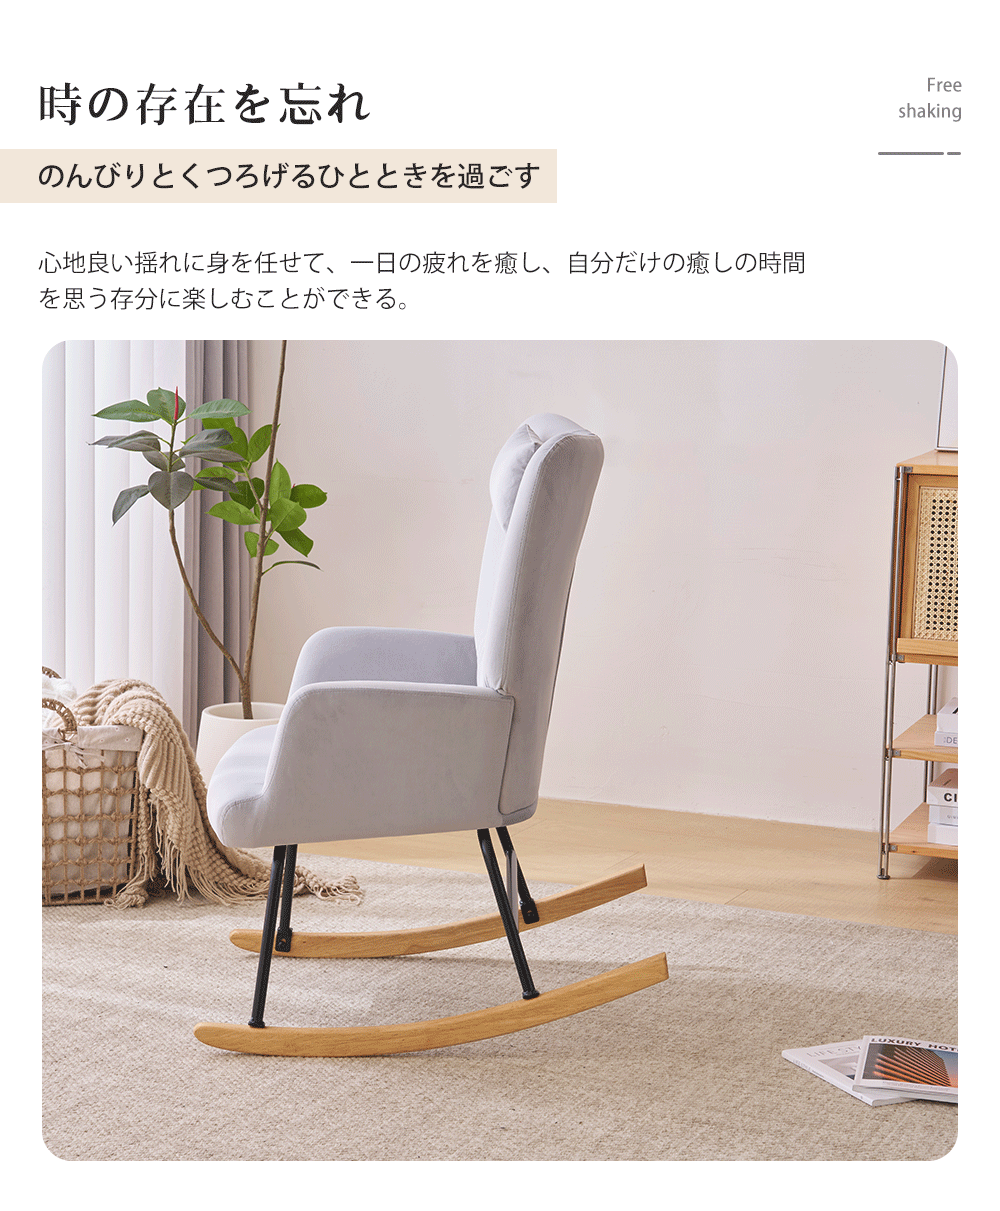 時の存在を忘れ
Free
shaking
のんびりとくつろげるひとときを過ごす
心地良い揺れに身を任せて、一日の疲れを癒し、自分だけの癒しの時間
を思う存分に楽しむことができる。
CI
LIFESTY
LUXURY HOT